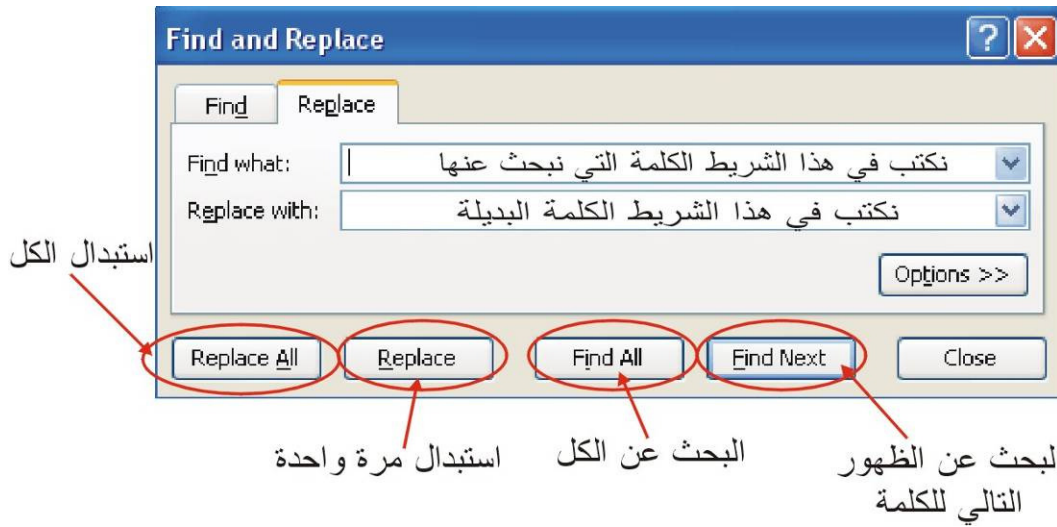 Find and Replace
Find Replace
Find what: نكتب في هذا الشريط الكلمة التي نبحث عنها
Replace with: نكتب في هذا الشريط الكلمة البديلة
Options >>
استبدال الكل
Replace All Replace Find All Find Next Close
استبدال مرة واحدة
البحث عن الكل
لبحث عن الظهور
التالي للكلمة